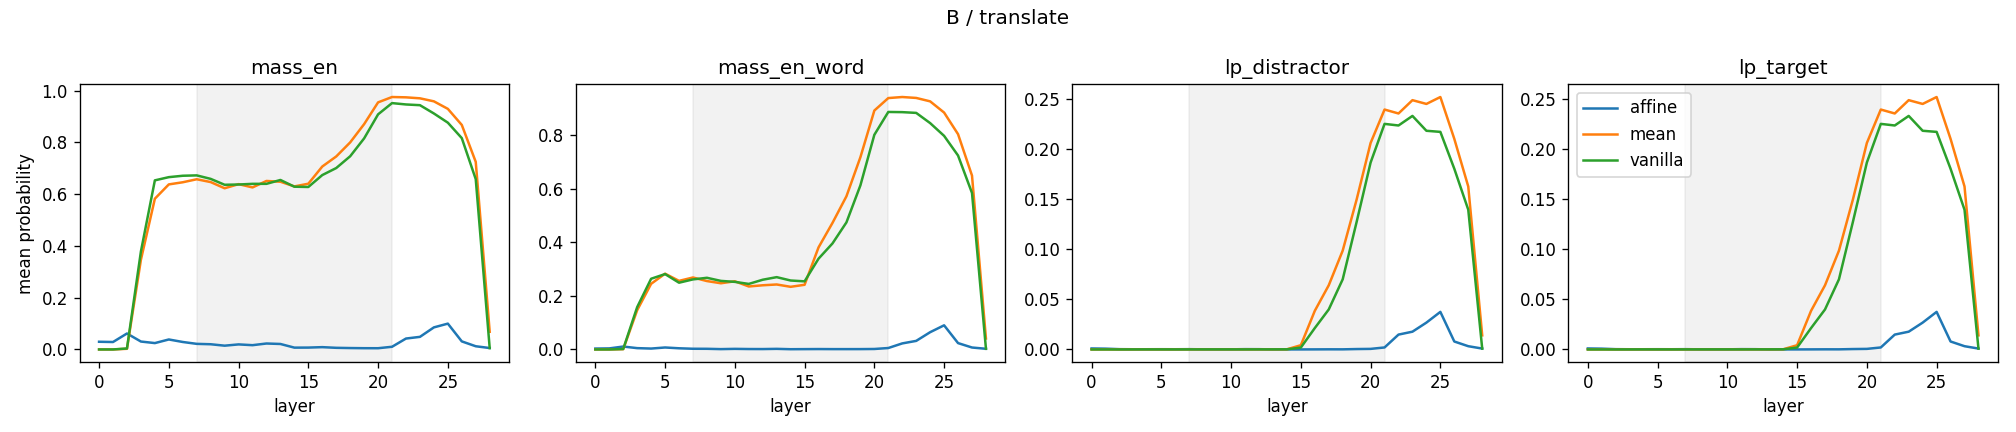 B / translate
mass_en
mass_en_word
lp_distractor
lp_target
mean probability
1.0
0.8
0.6
0.4
0.2
0.0
0 5 10 15 20 25
layer
0.8
0.6
0.4
0.2
0.0
0 5 10 15 20 25
layer
0.25
0.20
0.15
0.10
0.05
0.00
0 5 10 15 20 25
layer
0.25
0.20
0.15
0.10
0.05
0.00
0 5 10 15 20 25
layer
affine
mean
vanilla